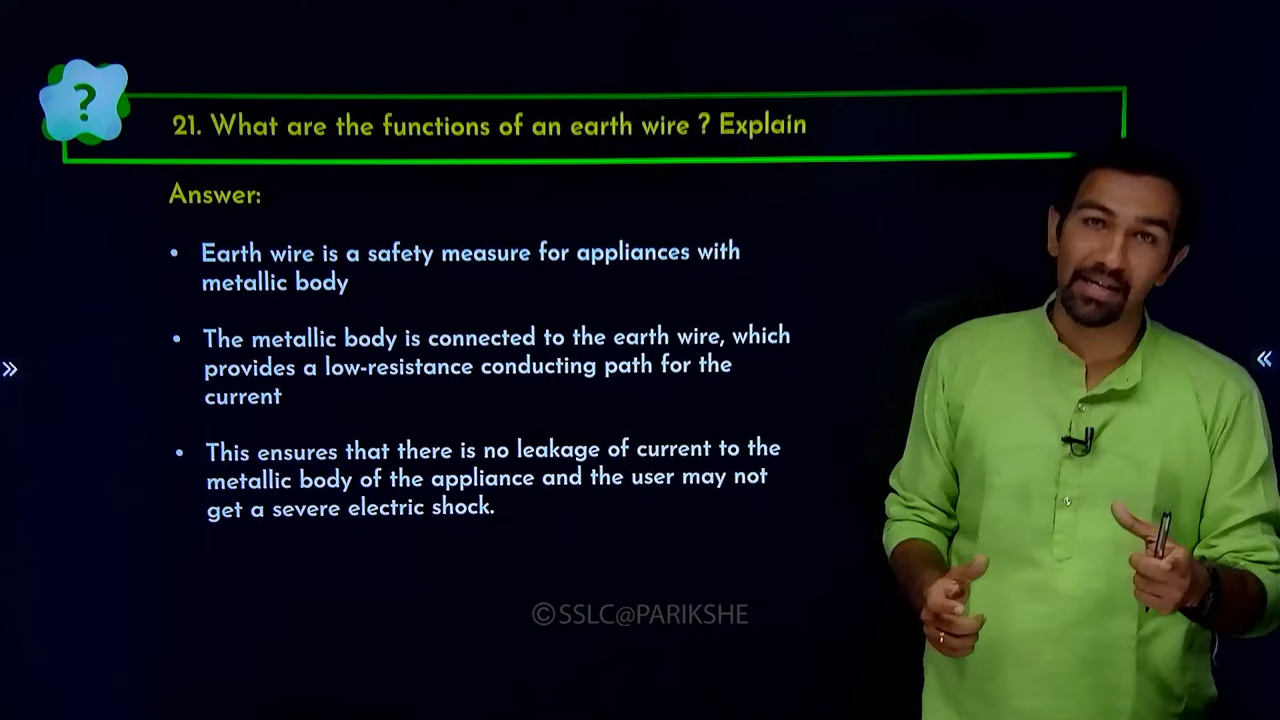 ?
21. What are the functions of an earth wire ? Explain
Answer:
• Earth wire is a safety measure for appliances with
metallic body
• The metallic body is connected to the earth wire, which
provides a low-resistance conducting path for the
current
• This ensures that there is no leakage of current to the
metallic body of the appliance and the user may not
get a severe electric shock.
»
«
©SSLC@PARIKSHE